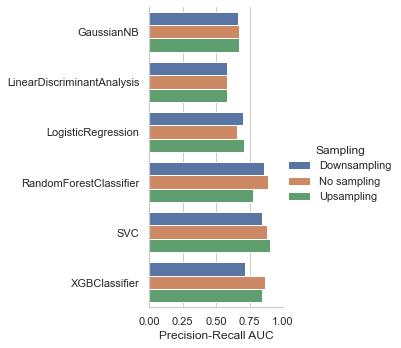 GaussianNB
LinearDiscriminantAnalysis
LogisticRegression
RandomForestClassifier
SVC
XGBClassifier
0.00 0.25 0.50 0.75 1.00
Precision-Recall AUC
Sampling
Downsampling
No sampling
Upsampling